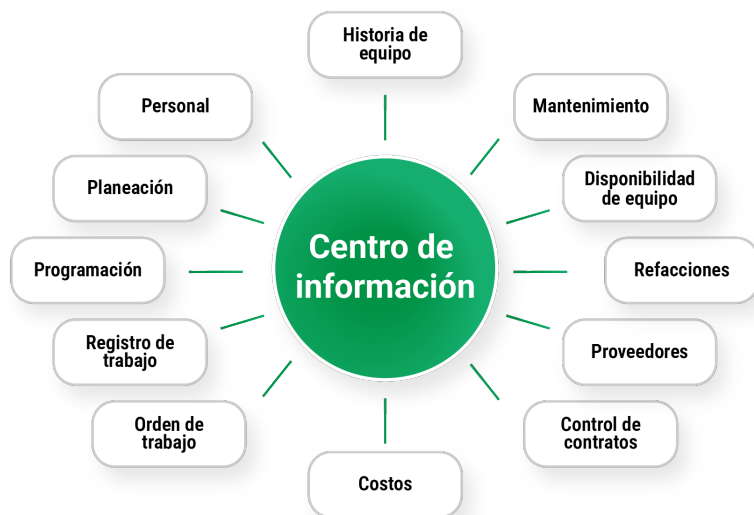 Historia de
equipo
Personal
Mantenimiento
Planeación
Disponibilidad
de equipo
Centro de
información
Programación
Refacciones
Registro de
trabajo
Proveedores
Orden de
trabajo
Control de
contratos
Costos